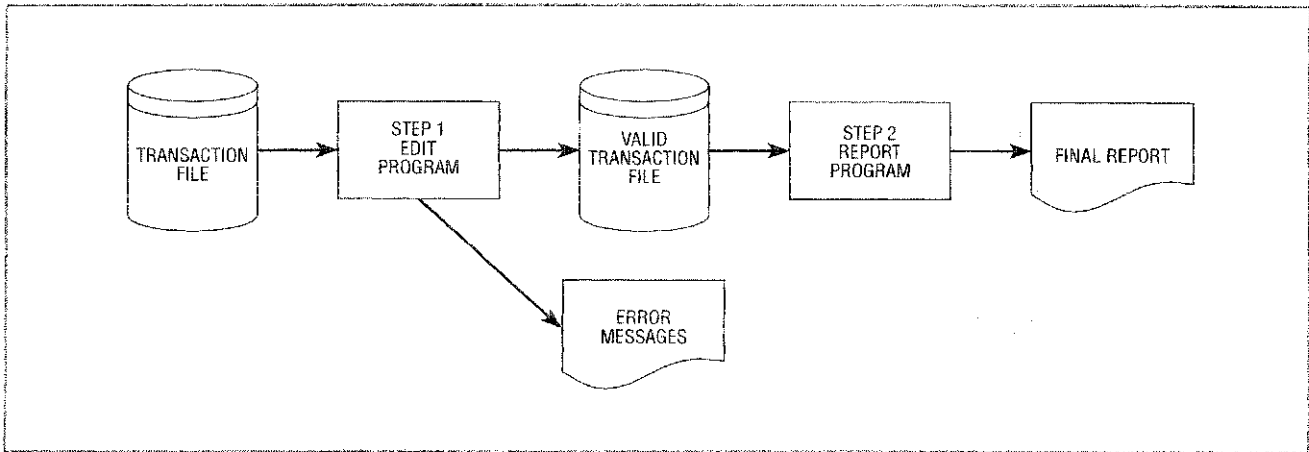 TRANSACTION
FILE
STEP 1
EDIT
PROGRAM
VALID
TRANSACTION
FILE
STEP 2
REPORT
PROGRAM
FINAL REPORT
ERROR
MESSAGES